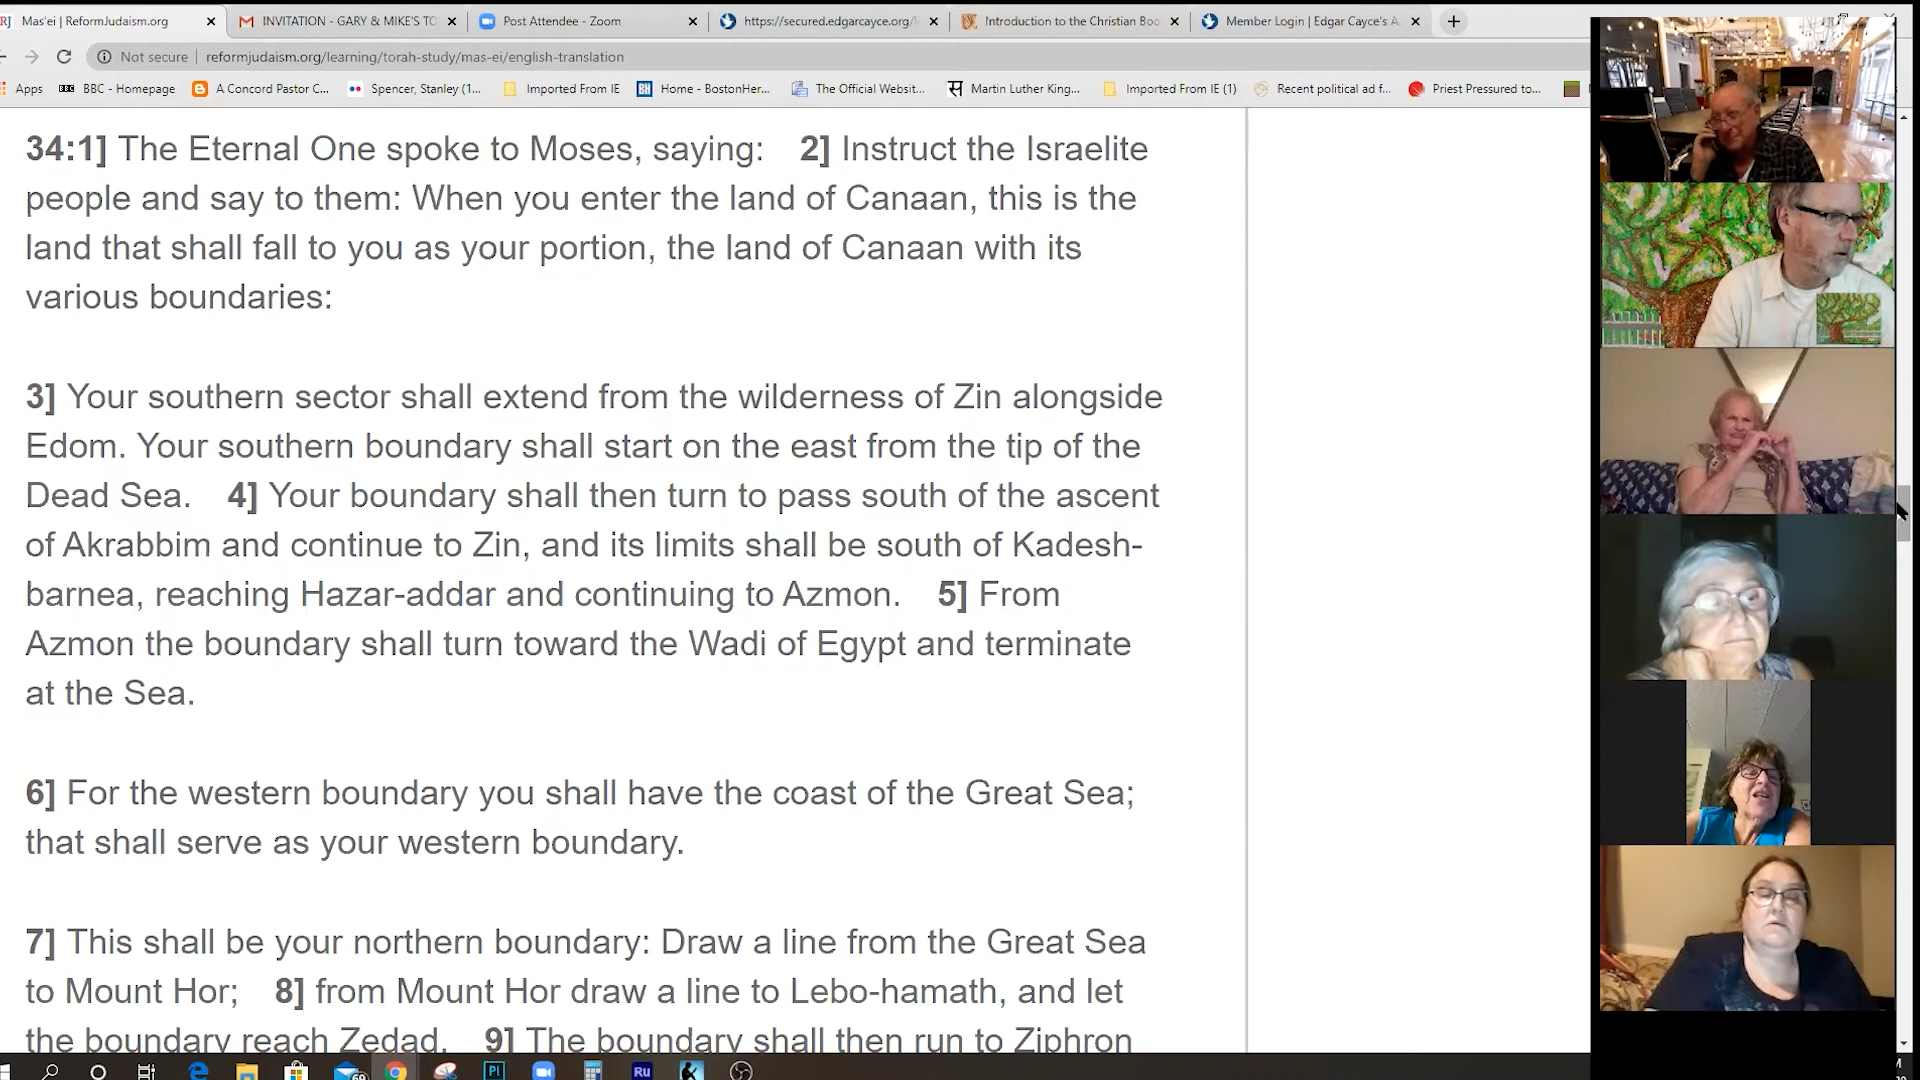 Mas'ei | ReformJudaism.org
INVITATION - GARY & MIKE'S TO
Post Attendee - Zoom
https://secured.edgarcayce.org/
Introduction to the Christian Boo
Member Login | Edgar Cayce's A
Not secure reformjudaism.org/learning/torah-study/mas-ei/english-translation
Apps BBC - Homepage A Concord Pastor C... Spencer, Stanley (1... Imported From IE Home - BostonHer... The Official Websit... Martin Luther King... Imported From IE (1) Recent political ad f... Priest Pressured to...
34:1] The Eternal One spoke to Moses, saying: 2] Instruct the Israelite
people and say to them: When you enter the land of Canaan, this is the
land that shall fall to you as your portion, the land of Canaan with its
various boundaries:
3] Your southern sector shall extend from the wilderness of Zin alongside
Edom. Your southern boundary shall start on the east from the tip of the
Dead Sea. 4] Your boundary shall then turn to pass south of the ascent
of Akrabbim and continue to Zin, and its limits shall be south of Kadesh-
barnea, reaching Hazar-addar and continuing to Azmon. 5] From
Azmon the boundary shall turn toward the Wadi of Egypt and terminate
at the Sea.
6] For the western boundary you shall have the coast of the Great Sea;
that shall serve as your western boundary.
7] This shall be your northern boundary: Draw a line from the Great Sea
to Mount Hor; 8] from Mount Hor draw a line to Lebo-hamath, and let
the boundary reach Zedad. 9] The boundary shall then run to Ziphron
69 Pl Ru